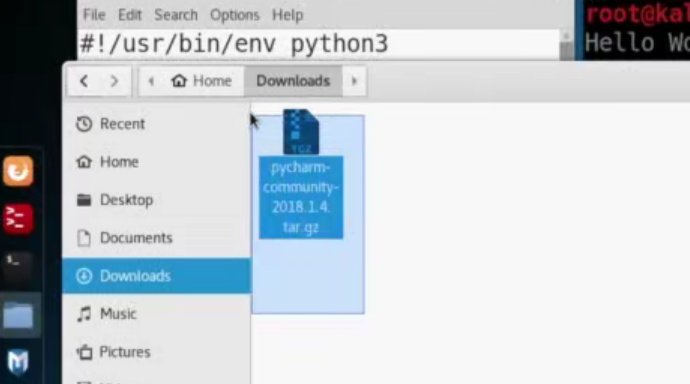 File Edit Search Options Help
#!/usr/bin/env python3
root@kal
Hello Wo
Home Downloads
Recent
Home
Desktop
Documents
Downloads
Music
Pictures
TGZ
pycharm-
community-
2018.1.4.
tar.gz